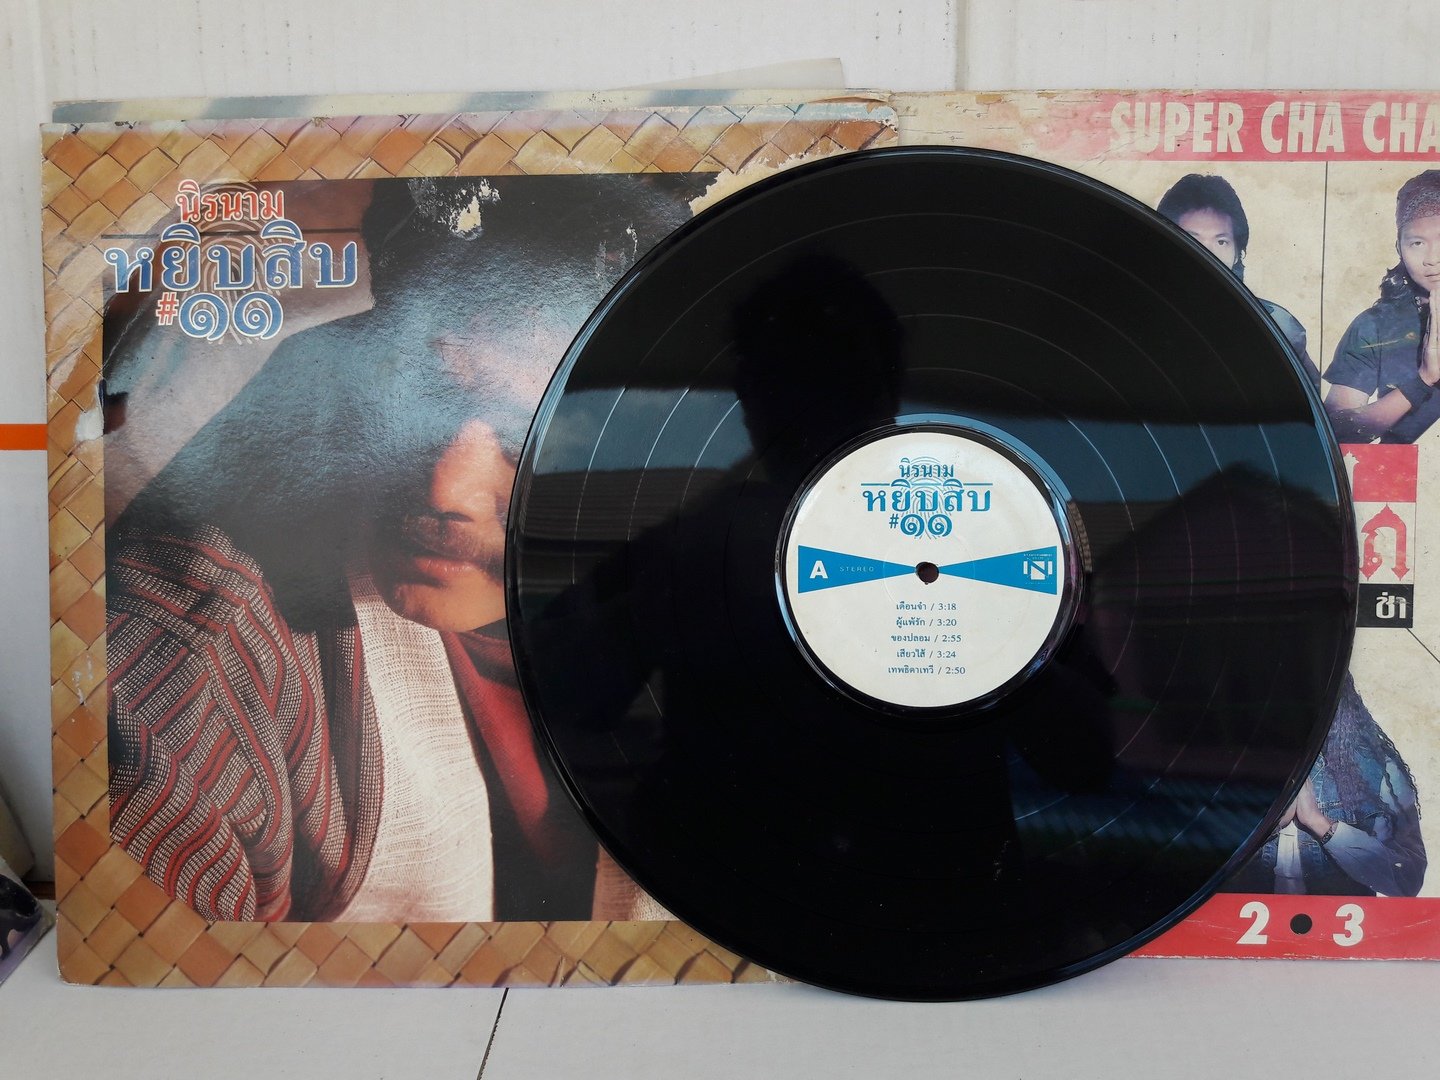 นิรนาม
หยิบสิบ
#๑๑
SUPER CHA CHA
นิรนาม
หยิบสิบ
#๑๑
A STEREO
N
เดือนจำ / 3:18
ผู้แพ้รัก / 3:20
ของปลอม / 2:55
เสียวไส้ / 3:24
เทพธิดาเทวี / 2:50
ช่า
2 • 3